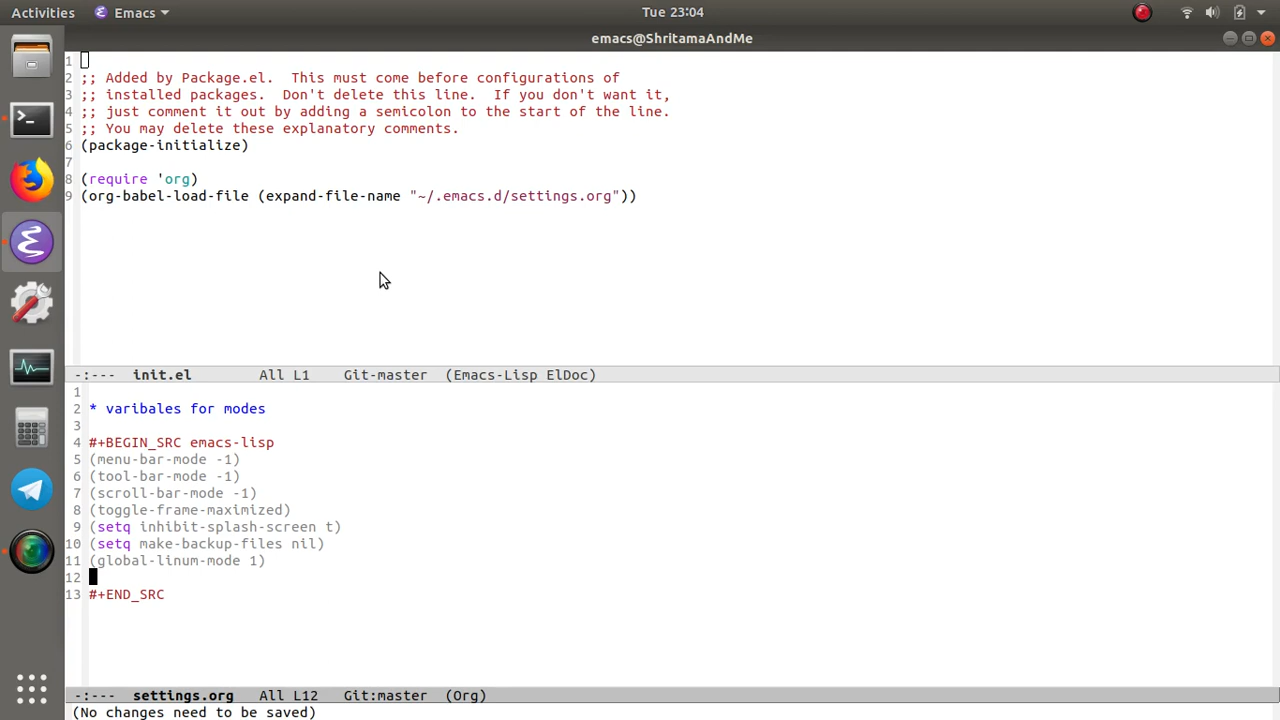 Activities Emacs Tue 23:04
emacs@ShritamaAndMe
1
2 ;; Added by Package.el.  This must come before configurations of
3 ;; installed packages.  Don't delete this line.  If you don't want it,
4 ;; just comment it out by adding a semicolon to the start of the line.
5 ;; You may delete these explanatory comments.
6 (package-initialize)
7
8 (require 'org)
9 (org-babel-load-file (expand-file-name "~/.emacs.d/settings.org"))
-:--- init.el All L1 Git-master (Emacs-Lisp ElDoc)
1
2 * varibales for modes
3
4 #+BEGIN_SRC emacs-lisp
5 (menu-bar-mode -1)
6 (tool-bar-mode -1)
7 (scroll-bar-mode -1)
8 (toggle-frame-maximized)
9 (setq inhibit-splash-screen t)
10 (setq make-backup-files nil)
11 (global-linum-mode 1)
12
13 #+END_SRC
-:--- settings.org All L12 Git:master (Org)
(No changes need to be saved)